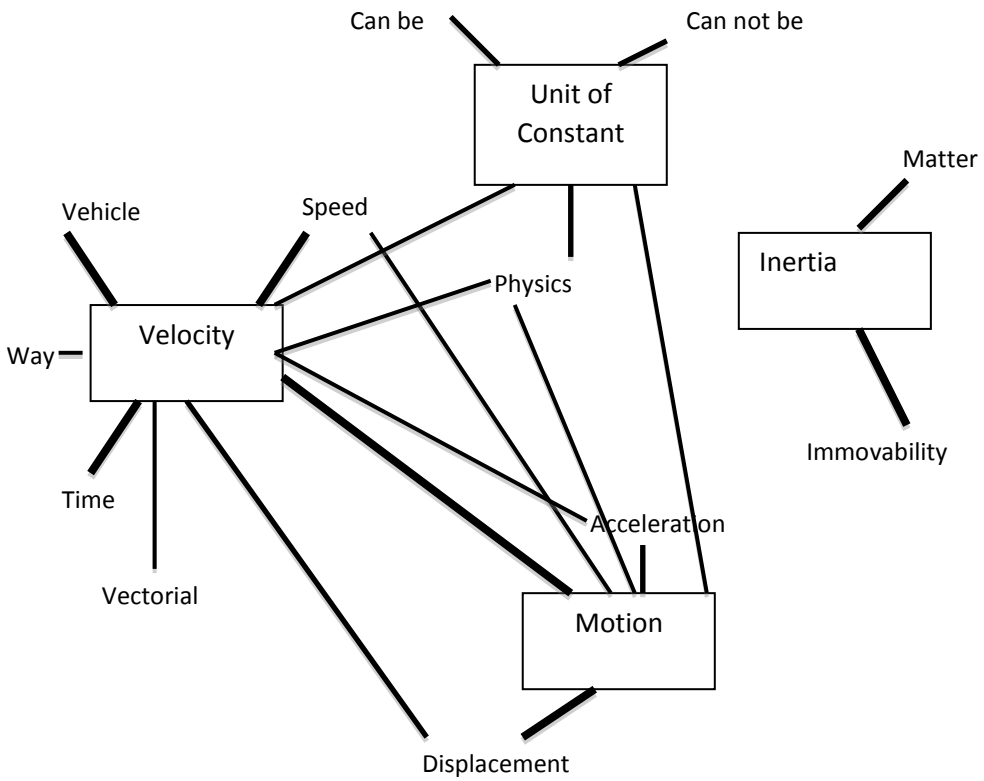 Can be
Can not be
Unit of
Constant
Matter
Vehicle
Speed
Inertia
Physics
Velocity
Way
Immovability
Time
Acceleration
Vectorial
Motion
Displacement